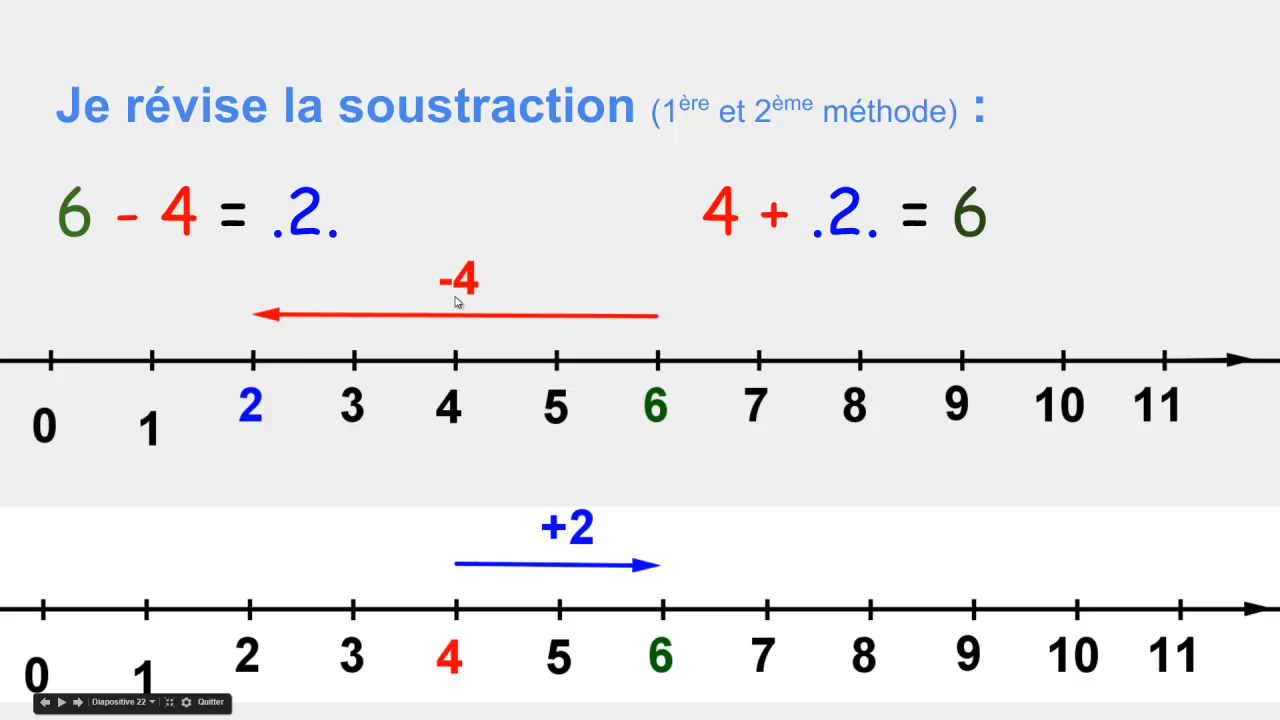 Je révise la soustraction (1ère et 2ème méthode) :
6 - 4 = .2.
4 + .2. = 6
-4
0 1 2 3 4 5 6 7 8 9 10 11
+2
0 1 2 3 4 5 6 7 8 9 10 11
Diapositive 22 Quitter